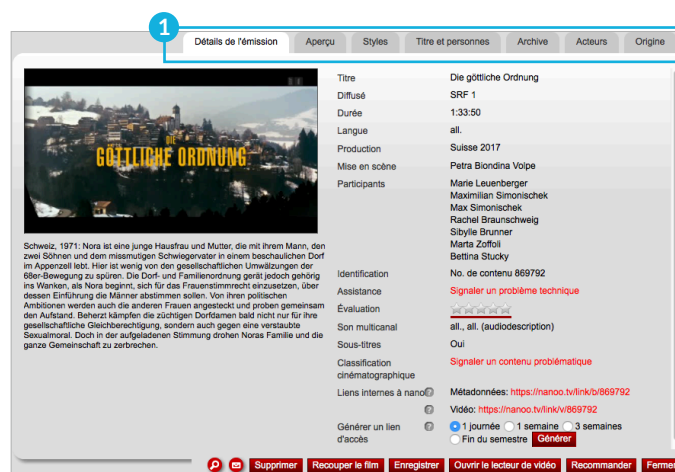 1
Détails de l'émission Aperçu Styles Titre et personnes Archive Acteurs Origine
DIE
GÖTTLICHE ORDNUNG
Schweiz, 1971: Nora ist eine junge Hausfrau und Mutter, die mit ihrem Mann, den
zwei Söhnen und dem missmutigen Schwiegervater in einem beschaulichen Dorf
im Appenzell lebt. Hier ist wenig von den gesellschaftlichen Umwälzungen der
68er-Bewegung zu spüren. Die Dorf- und Familienordnung gerät jedoch gehörig
ins Wanken, als Nora beginnt, sich für das Frauenstimmrecht einzusetzen, über
dessen Einführung die Männer abstimmen sollen. Von ihren politischen
Ambitionen werden auch die anderen Frauen angesteckt und proben gemeinsam
den Aufstand. Beherzt kämpfen die züchtigen Dorfdamen bald nicht nur für ihre
gesellschaftliche Gleichberechtigung, sondern auch gegen eine verstaubte
Sexualmoral. Doch in der aufgeladenen Stimmung drohen Noras Familie und die
ganze Gemeinschaft zu zerbrechen.
Titre Die göttliche Ordnung
Diffusé SRF 1
Durée 1:33:50
Langue all.
Production Suisse 2017
Mise en scène Petra Biondina Volpe
Participants Marie Leuenberger
Maximilian Simonischek
Max Simonischek
Rachel Braunschweig
Sibylle Brunner
Marta Zoffoli
Bettina Stucky
Identification No. de contenu 869792
Assistance Signaler un problème technique
Évaluation
Son multicanal all., all. (audiodescription)
Sous-titres Oui
Classification Signaler un contenu problématique
cinématographique
Liens internes à nano ? Métadonnées: https://nanoo.tv/link/b/869792
? Vidéo: https://nanoo.tv/link/v/869792
Générer un lien ? 1 journée 1 semaine 3 semaines
d'accès Fin du semestre Générer
Supprimer Recouper le film Enregistrer Ouvrir le lecteur de vidéo Recommander Fermer